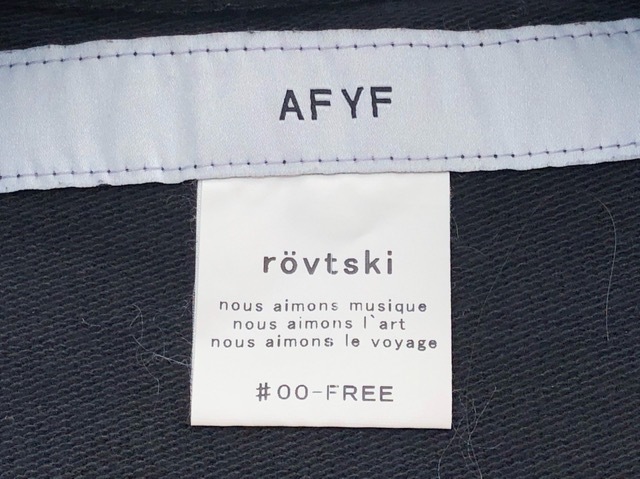 AFYF
rövtski
nous aimons musique
nous aimons l`art
nous aimons le voyage
#00-FREE